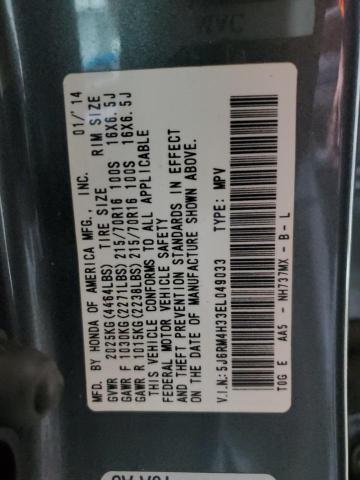 MFD. BY HONDA OF AMERICA MFG., INC. 01/'14
GVWR 2025KG(4464LBS) TIRE SIZE RIM SIZE
GAWR F 1030KG(2271LBS) 215/70R16 100S 16X6.5J
GAWR R 1015KG(2238LBS) 215/70R16 100S 16X6.5J
THIS VEHICLE CONFORMS TO ALL APPLICABLE
FEDERAL MOTOR VEHICLE SAFETY
AND THEFT PREVENTION STANDARDS IN EFFECT
ON THE DATE OF MANUFACTURE SHOWN ABOVE.
V.I.N.: 5J6RM4H33EL049033 TYPE: MPV
T0G E AA5 - NH737MX - B - L